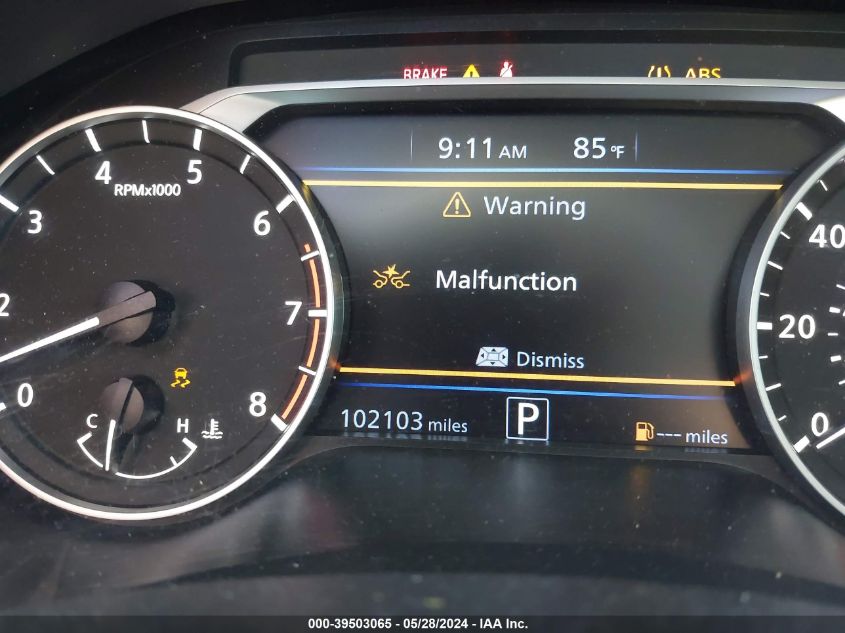 BRAKE ABS
9:11 AM 85°F
Warning
Malfunction
Dismiss
102103 miles P --- miles
0
2
3
4
5
6
7
8
RPMx1000
C H
40
20
0
000-39503065 - 05/28/2024 - IAA Inc.